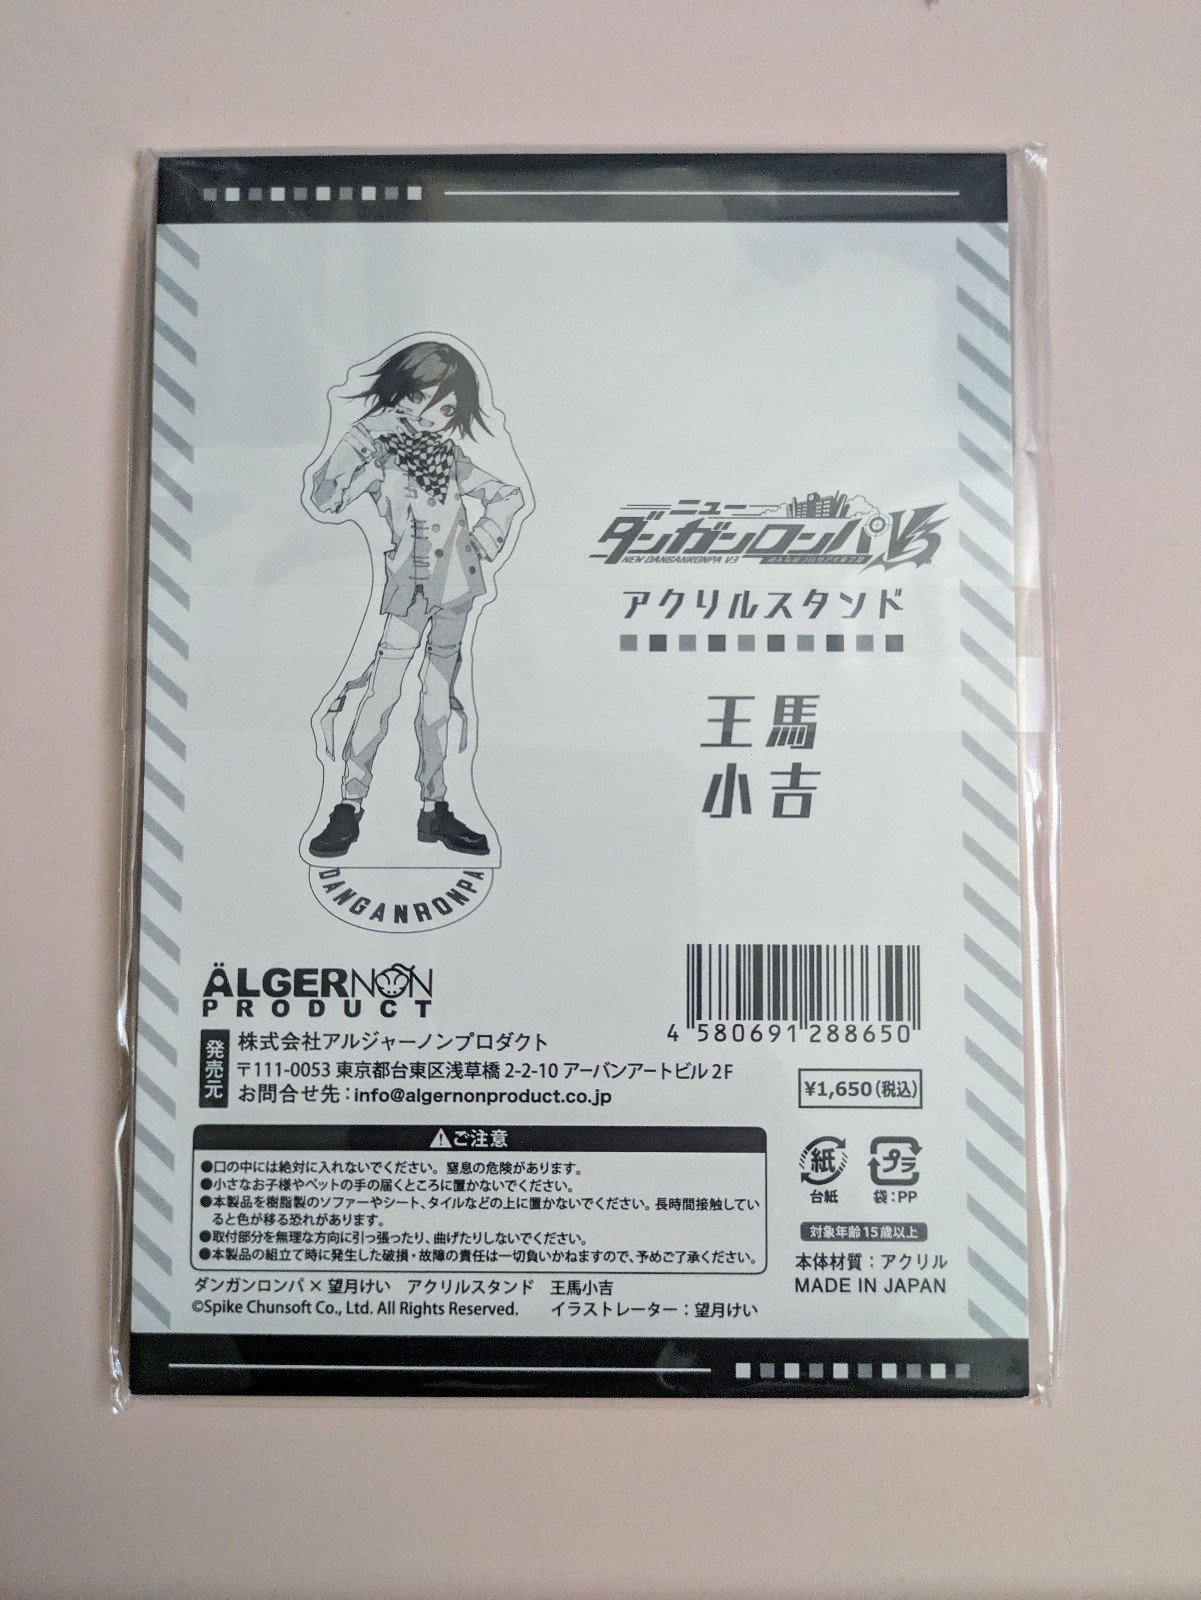 ニュー
ダンガンロンパV3
NEW DANGANRONPA V3
アクリルスタンド
王馬
小吉
DANGANRONPA
ÄLGERNON
PRODUCT
4 580691 288650
発売元
株式会社アルジャーノンプロダクト
〒111-0053 東京都台東区浅草橋 2-2-10 アーバンアートビル 2F
お問合せ先：info@algernonproduct.co.jp
¥1,650(税込)
ご注意
●口の中には絶対に入れないでください。窒息の危険があります。
●小さなお子様やペットの手の届くところに置かないでください。
●本製品を樹脂製のソファーやシート、タイルなどの上に置かないでください。長時間接触してい
ると色が移る恐れがあります。
●取付部分を無理な方向に引っ張ったり、曲げたりしないでください。
●本製品の組立て時に発生した破損・故障の責任は一切負いかねますので、予めご了承ください。
紙
台紙
プラ
袋：PP
対象年齢15歳以上
本体材質：アクリル
MADE IN JAPAN
ダンガンロンパ × 望月けい　アクリルスタンド　王馬小吉
©Spike Chunsoft Co., Ltd. All Rights Reserved.　イラストレーター：望月けい